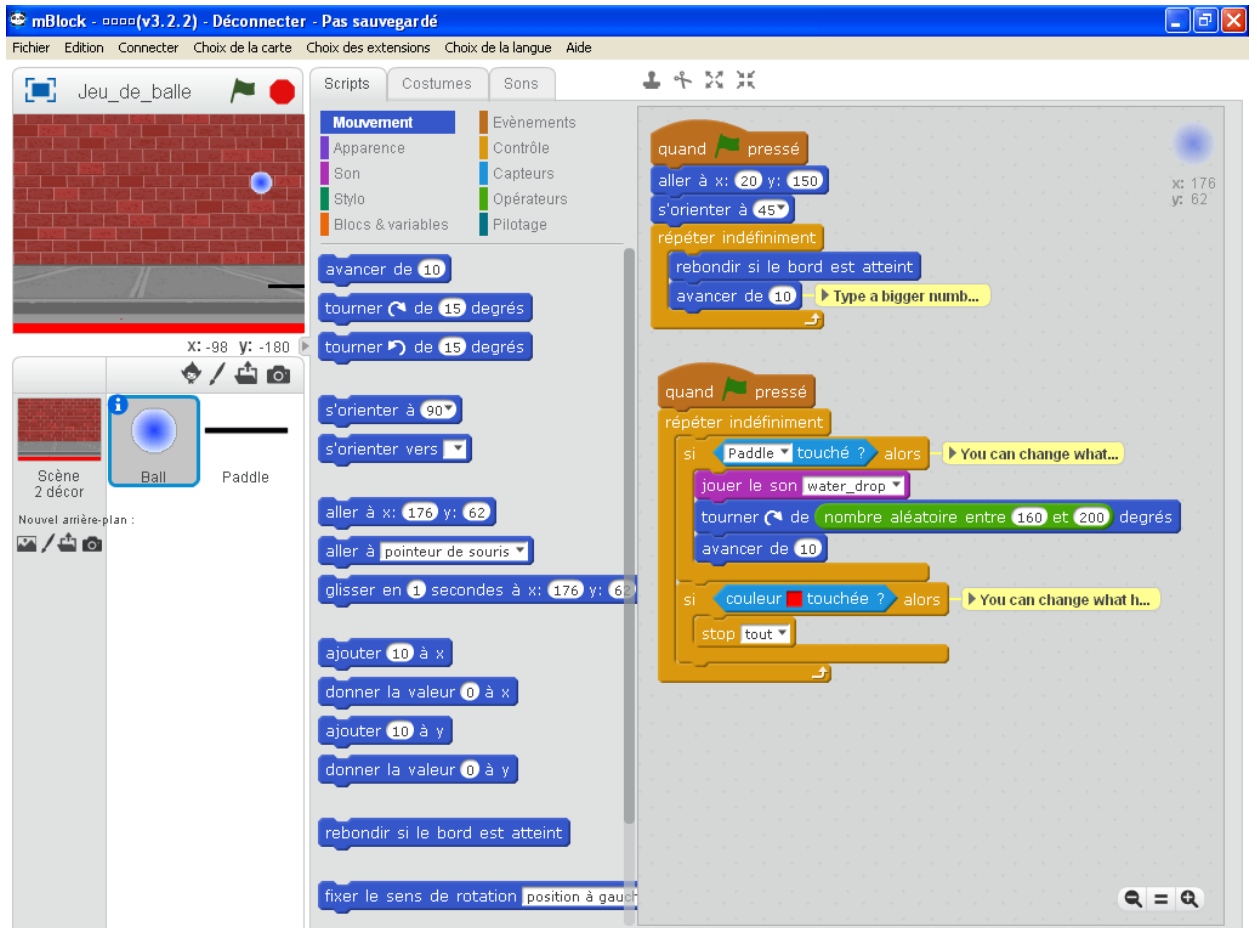 mBlock - □□□□(v3.2.2) - Déconnecter - Pas sauvegardé
Fichier Edition Connecter Choix de la carte Choix des extensions Choix de la langue Aide
Jeu_de_balle
x: -98 y: -180
Scène
2 décor
Ball
Paddle
Nouvel arrière-plan :
Scripts Costumes Sons
Mouvement Evènements
Apparence Contrôle
Son Capteurs
Stylo Opérateurs
Blocs & variables Pilotage
avancer de 10
tourner de 15 degrés
tourner de 15 degrés
s'orienter à 90
s'orienter vers
aller à x: 176 y: 62
aller à pointeur de souris
glisser en 1 secondes à x: 176 y: 62
ajouter 10 à x
donner la valeur 0 à x
ajouter 10 à y
donner la valeur 0 à y
rebondir si le bord est atteint
fixer le sens de rotation position à gauch
quand pressé
aller à x: 20 y: 150
s'orienter à 45
répéter indéfiniment
rebondir si le bord est atteint
avancer de 10 Type a bigger numb...
x: 176
y: 62
quand pressé
répéter indéfiniment
si Paddle touché ? alors You can change what...
jouer le son water_drop
tourner de nombre aléatoire entre 160 et 200 degrés
avancer de 10
si couleur touchée ? alors You can change what h...
stop tout